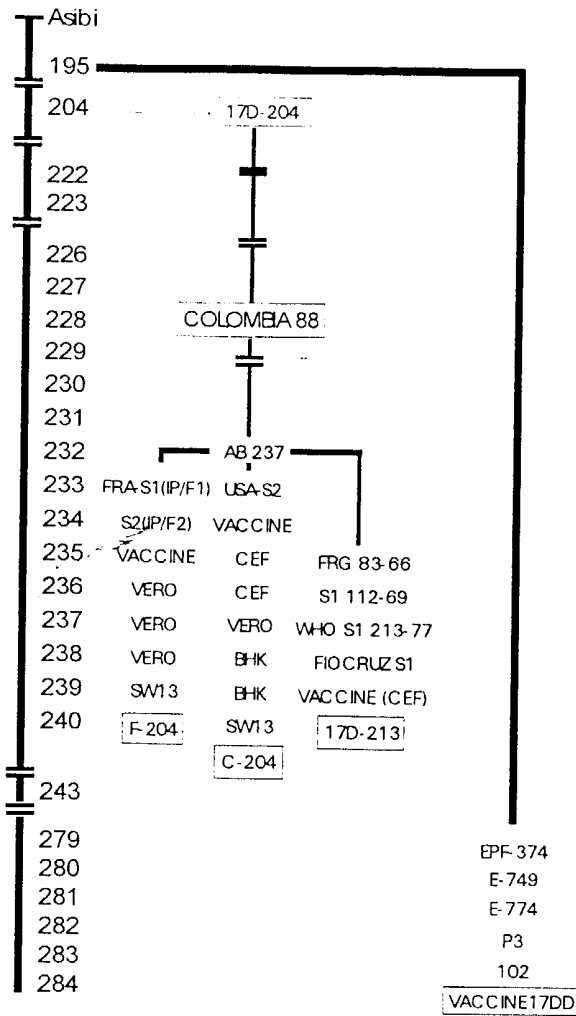 Asibi
195
204 17D-204
222
223
226
227
228 COLOMBIA 88
229
230
231
232 AB 237
233 FRA-S1(IP/F1) USA-S2
234 S2(IP/F2) VACCINE
235 VACCINE CEF FRG 83-66
236 VERO CEF S1 112-69
237 VERO VERO WHO S1 213-77
238 VERO BHK FIOCRUZ S1
239 SW13 BHK VACCINE (CEF)
240 F-204 SW13 17D-213
C-204
243
279 EPF-374
280 E-749
281 E-774
282 P3
283 102
284 VACCINE17DD